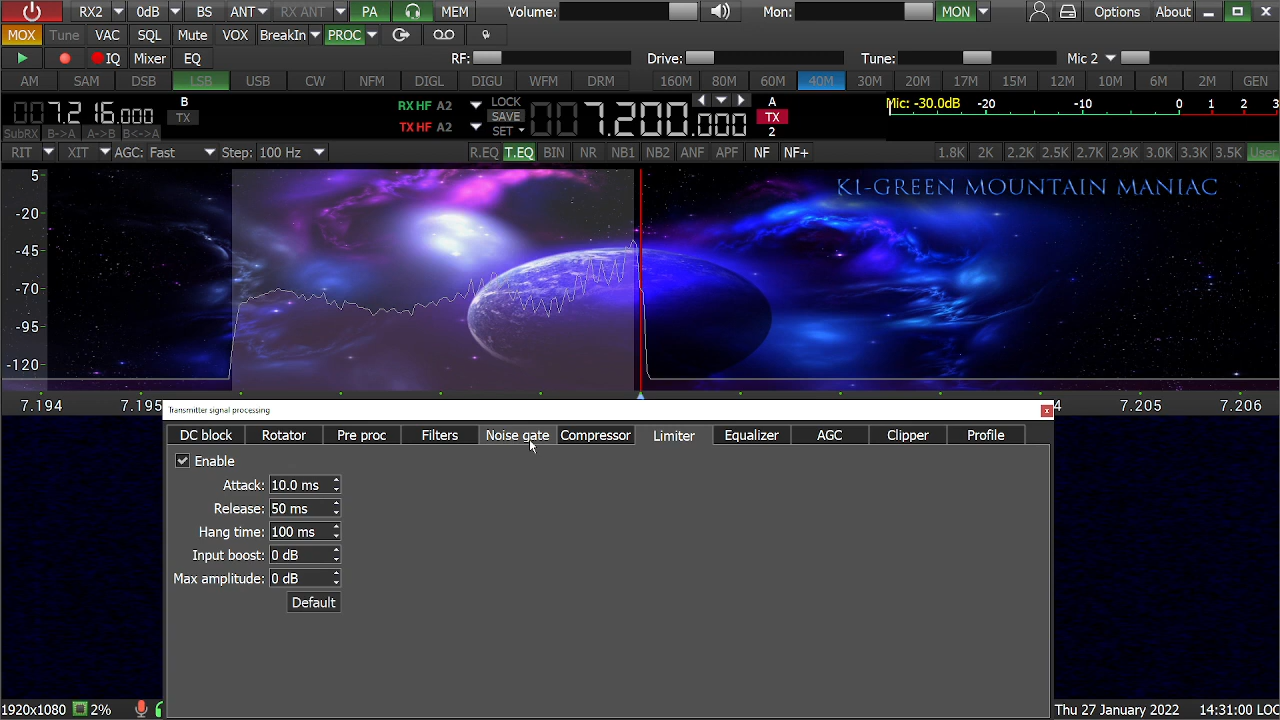 RX2 0dB BS ANT RX ANT PA MEM Volume: Mon: MON Options About
MOX Tune VAC SQL Mute VOX BreakIn PROC
IQ Mixer EQ RF: Drive: Tune: Mic 2
AM SAM DSB LSB USB CW NFM DIGL DIGU WFM DRM 160M 80M 60M 40M 30M 20M 17M 15M 12M 10M 6M 2M GEN
007.216.000 B TX RX HF A2 LOCK 007.200.000 A Mic: -30.0dB -20 -10 0 1 2 3
TX HF A2 SAVE TX
SubRX B->A A->B B<->A SET 2
RIT XIT AGC: Fast Step: 100 Hz R.EQ T.EQ BIN NR NB1 NB2 ANF APF NF NF+ 1.8K 2K 2.2K 2.5K 2.7K 2.9K 3.0K 3.3K 3.5K User
5
K1-GREEN MOUNTAIN MANIAC
-20
-45
-70
-95
-120
7.194 7.195 4 7.205 7.206
Transmitter signal processing
DC block Rotator Pre proc Filters Noise gate Compressor Limiter Equalizer AGC Clipper Profile
Enable
Attack: 10.0 ms
Release: 50 ms
Hang time: 100 ms
Input boost: 0 dB
Max amplitude: 0 dB
Default
1920x1080 2% Thu 27 January 2022 14:31:00 LOC